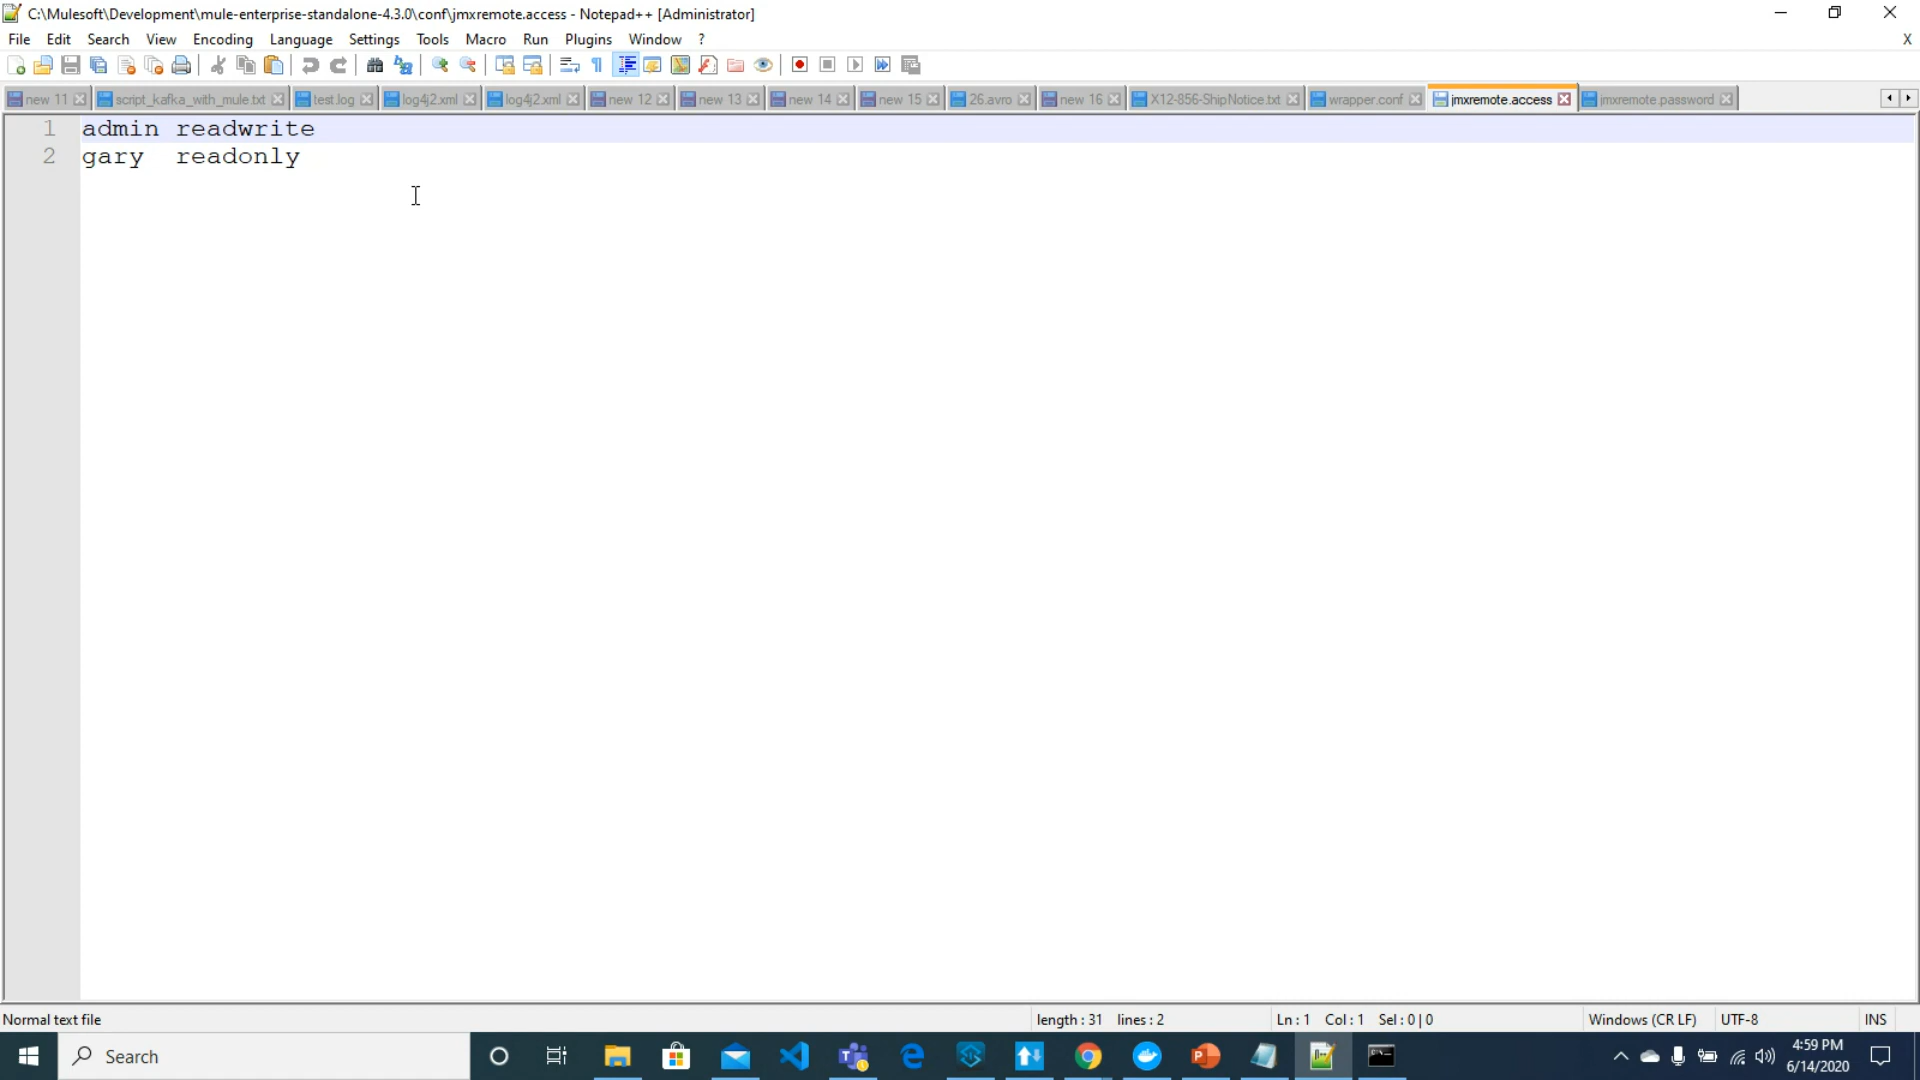 C:\Mulesoft\Development\mule-enterprise-standalone-4.3.0\conf\jmxremote.access - Notepad++ [Administrator]
File Edit Search View Encoding Language Settings Tools Macro Run Plugins Window ? X
new 11 script_kafka_with_mule.txt test.log log4j2.xml log4j2.xml new 12 new 13 new 14 new 15 26.avro new 16 X12-856-ShipNotice.txt wrapper.conf jmxremote.access jmxremote.password
1 admin readwrite
2 gary readonly
Normal text file length : 31 lines : 2 Ln : 1 Col : 1 Sel : 0 | 0 Windows (CR LF) UTF-8 INS
Search
4:59 PM
6/14/2020